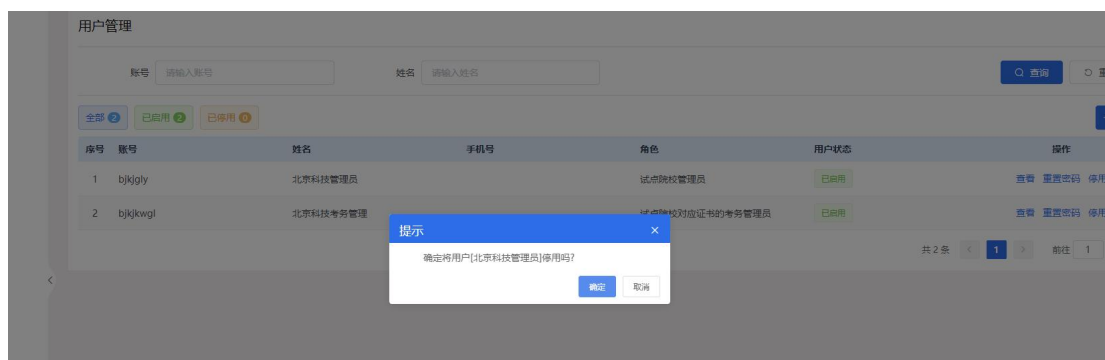 用户管理
账号 请输入账号 姓名 请输入姓名 查询
全部 2 已启用 2 已停用 0
序号 账号 姓名 手机号 角色 用户状态 操作
1 bjkjgly 北京科技管理员 试点院校管理员 已启用 查看 重置密码 停用
2 bjkjkwgl 北京科技考务管理 试点院校对应证书的考务管理员 已启用 查看 重置密码 停用
提示
确定将用户[北京科技管理员]停用吗?
确定 取消
共 2 条 1 前往 1